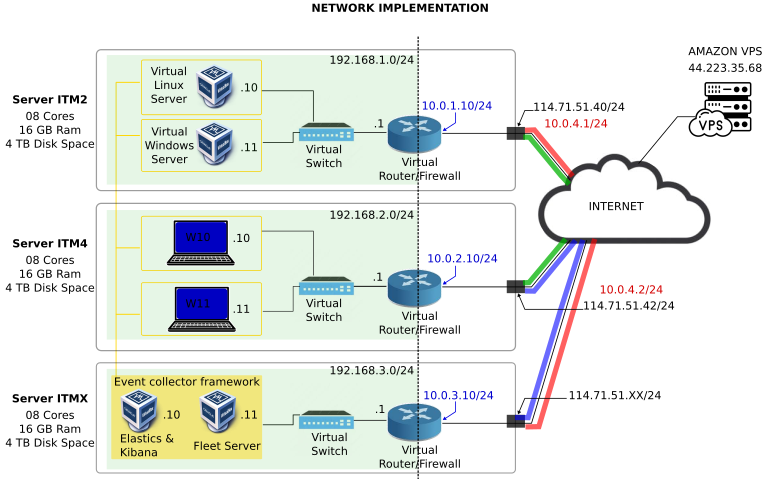 NETWORK IMPLEMENTATION
AMAZON VPS
44.223.35.68
VPS
INTERNET
Server ITM2
08 Cores
16 GB Ram
4 TB Disk Space
192.168.1.0/24
Virtual
Linux
Server
.10
Virtual
Windows
Server
.11
Virtual
Switch
.1
Virtual
Router/Firewall
10.0.1.10/24
114.71.51.40/24
10.0.4.1/24
Server ITM4
08 Cores
16 GB Ram
4 TB Disk Space
192.168.2.0/24
W10
.10
W11
.11
Virtual
Switch
.1
Virtual
Router/Firewall
10.0.2.10/24
10.0.4.2/24
114.71.51.42/24
Server ITMX
08 Cores
16 GB Ram
4 TB Disk Space
192.168.3.0/24
Event collector framework
.10
Elastics &
Kibana
.11
Fleet Server
Virtual
Switch
.1
Virtual
Router/Firewall
10.0.3.10/24
114.71.51.XX/24